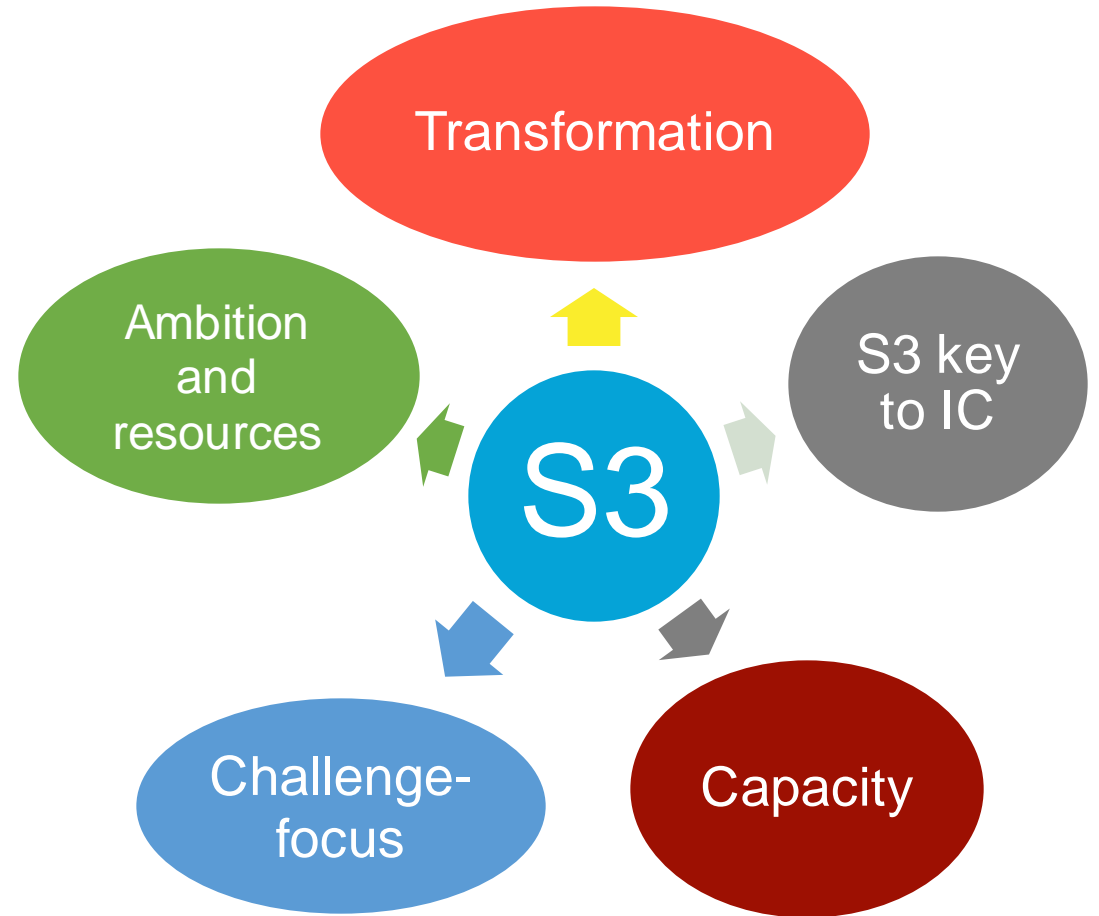 Transformation
Ambition
and
resources
S3 key
to IC
S3
Challenge-
focus
Capacity